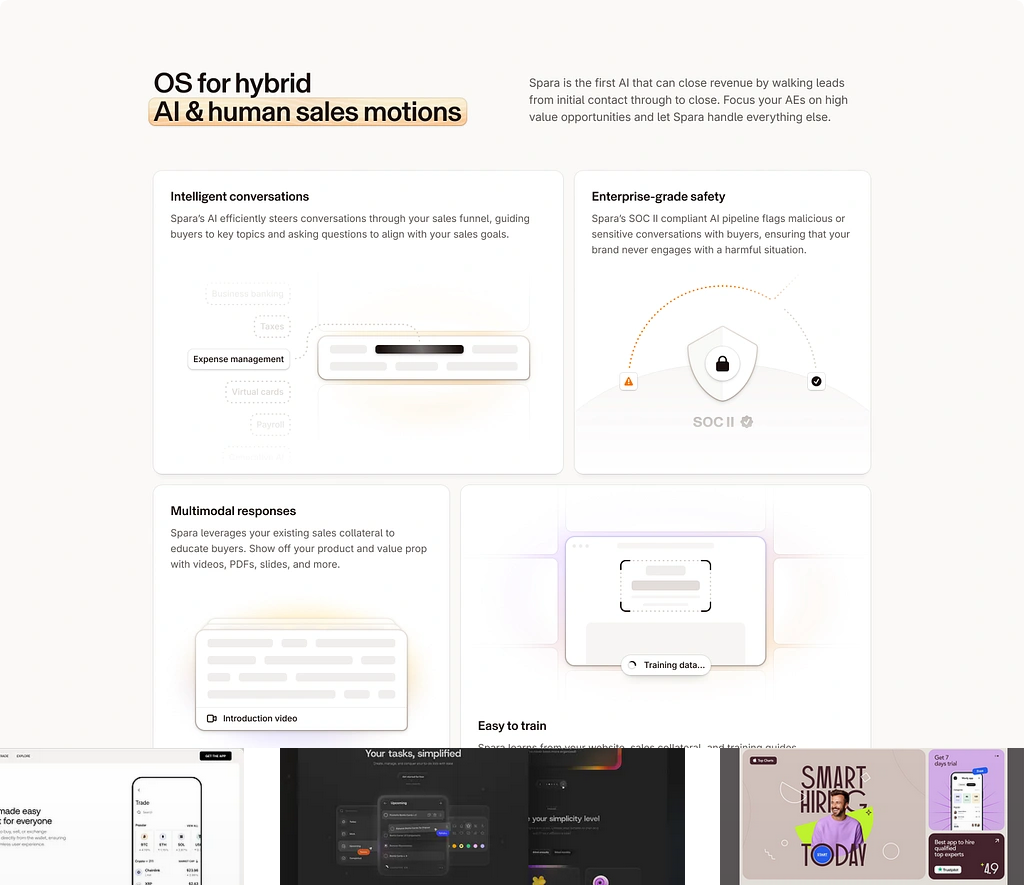 OS for hybrid
AI & human sales motions
Spara is the first AI that can close revenue by walking leads
from initial contact through to close. Focus your AEs on high
value opportunities and let Spara handle everything else.
Intelligent conversations
Spara's AI efficiently steers conversations through your sales funnel, guiding
buyers to key topics and asking questions to align with your sales goals.
Business banking
Taxes
Expense management
Virtual cards
Payroll
Enterprise-grade safety
Spara's SOC II compliant AI pipeline flags malicious or
sensitive conversations with buyers, ensuring that your
brand never engages with a harmful situation.
SOC II
Multimodal responses
Spara leverages your existing sales collateral to
educate buyers. Show off your product and value prop
with videos, PDFs, slides, and more.
Introduction video
Training data...
Easy to train
Spara learns from your website, sales collateral, and training guides
EXPLORE
GET THE APP
made easy
for everyone
Trade
Search
Popular
BTC
ETH
SOL
Your tasks, simplified
Upcoming
your simplicity level
Top Charts
SMART
HIRING
TODAY
START
Get 7
days trial
Best app to hire
qualified
top experts
Trustpilot
4.9